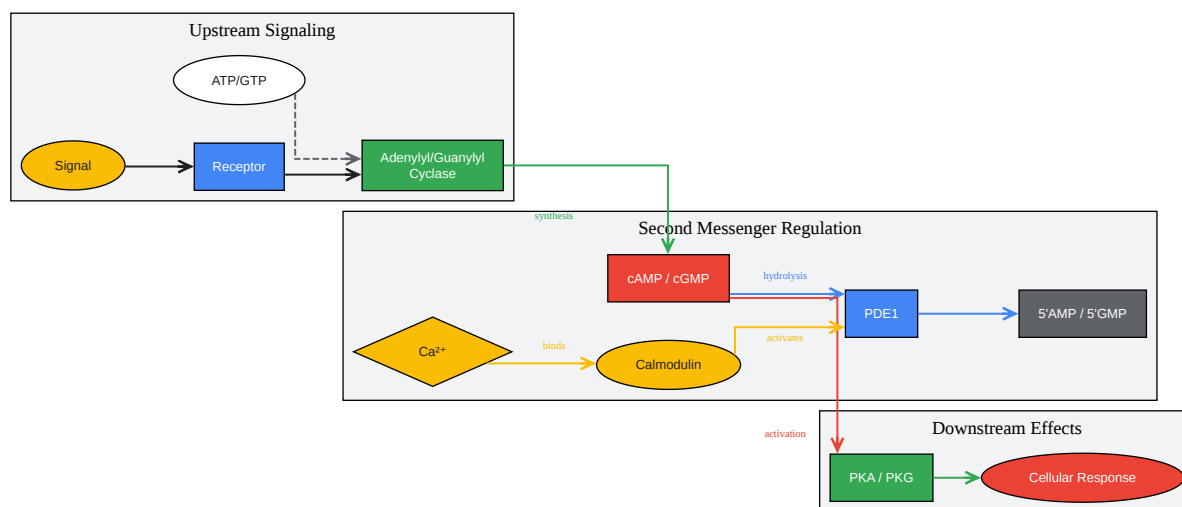 Upstream Signaling
ATP/GTP
Signal
Receptor
Adenylyl/Guanylyl
Cyclase
synthesis
Second Messenger Regulation
cAMP / cGMP
hydrolysis
PDE1
5'AMP / 5'GMP
Ca²⁺
binds
Calmodulin
activates
activation
Downstream Effects
PKA / PKG
Cellular Response